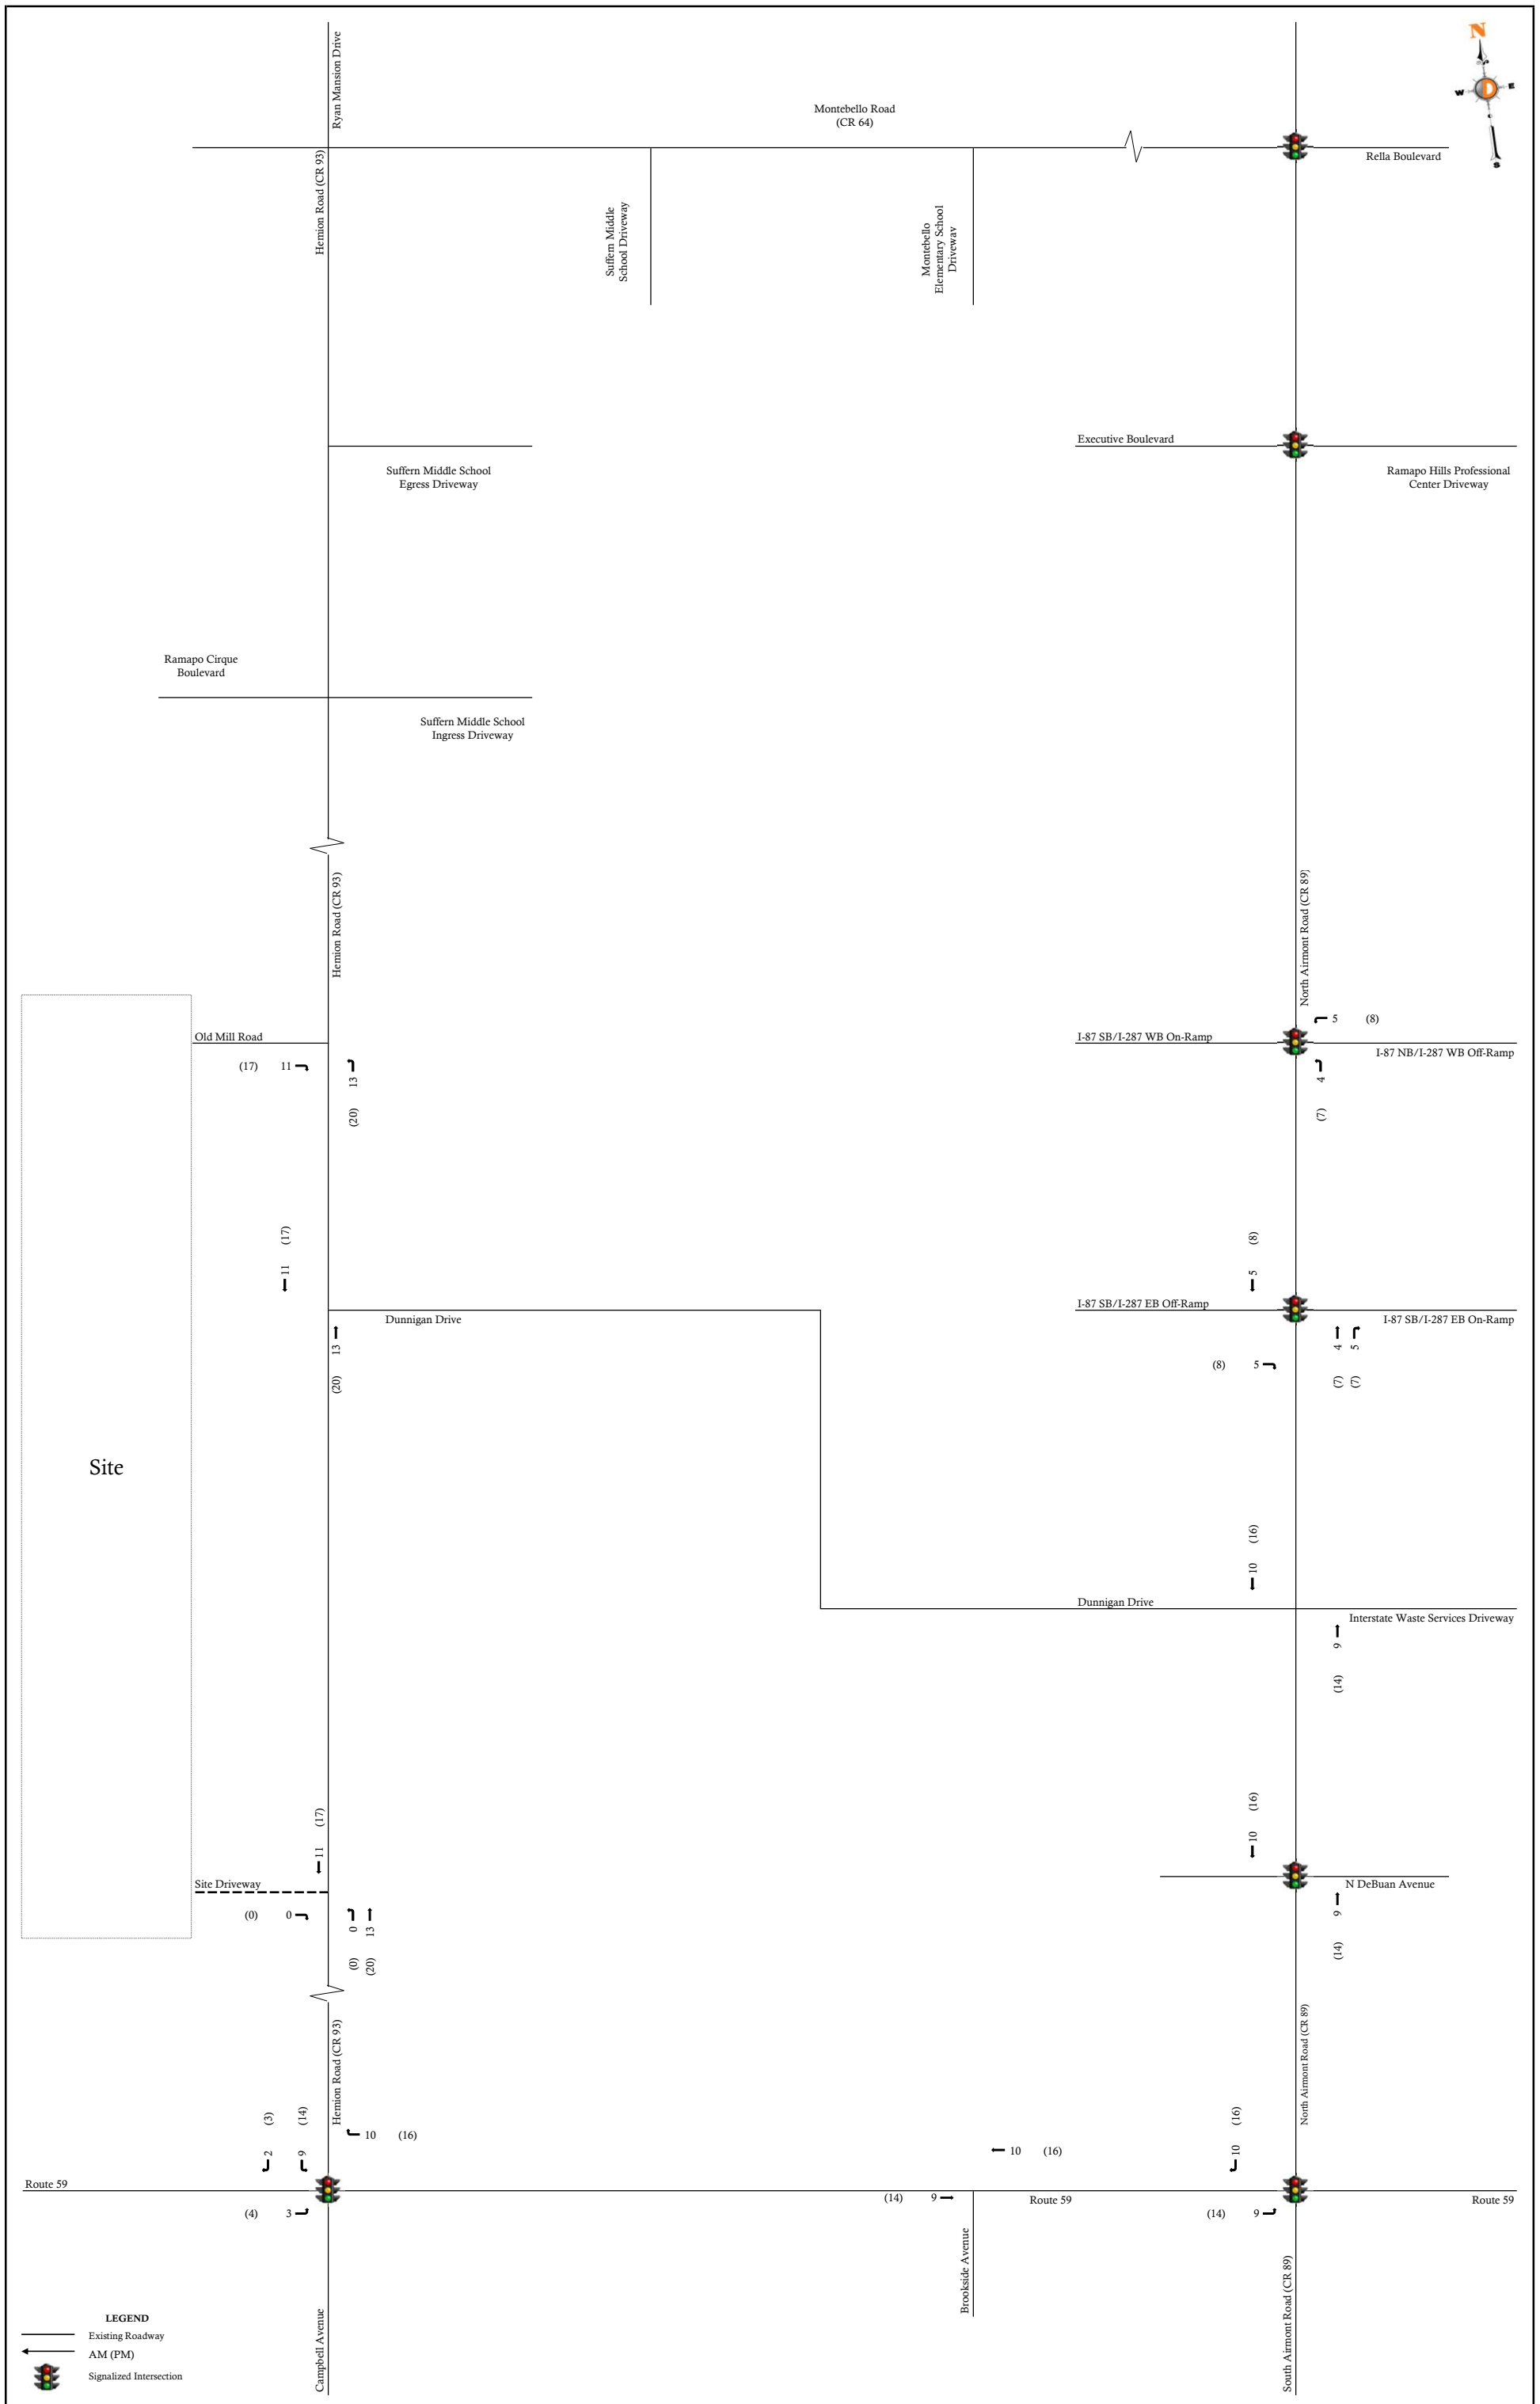 N
W
D
E
S
Ryan Mansion Drive
Montebello Road
(CR 64)
Rella Boulevard
Hemion Road (CR 93)
Suffern Middle
School Driveway
Montebello
Elementary School
Driveway
Executive Boulevard
Suffern Middle School
Egress Driveway
Ramapo Hills Professional
Center Driveway
Ramapo Cirque
Boulevard
Suffern Middle School
Ingress Driveway
Hemion Road (CR 93)
North Airmont Road (CR 89)
5 (8)
Old Mill Road
I-87 SB/I-287 WB On-Ramp
I-87 NB/I-287 WB Off-Ramp
(17) 11
(20) 13
(7) 4
11 (17)
5 (8)
I-87 SB/I-287 EB Off-Ramp
Dunnigan Drive
I-87 SB/I-287 EB On-Ramp
(20) 13
(8) 5
(7) 4
(7) 5
Site
10 (16)
Dunnigan Drive
Interstate Waste Services Driveway
(14) 9
11 (17)
10 (16)
Site Driveway
N DeBuan Avenue
(0) 0
(0) 0
(20) 13
(14) 9
Hemion Road (CR 93)
North Airmont Road (CR 89)
2 (3)
9 (14)
10 (16)
10 (16)
10 (16)
Route 59
(14) 9
Route 59
Route 59
(4) 3
(14) 9
Brookside Avenue
South Airmont Road (CR 89)
Campbell Avenue
LEGEND
Existing Roadway
AM (PM)
Signalized Intersection